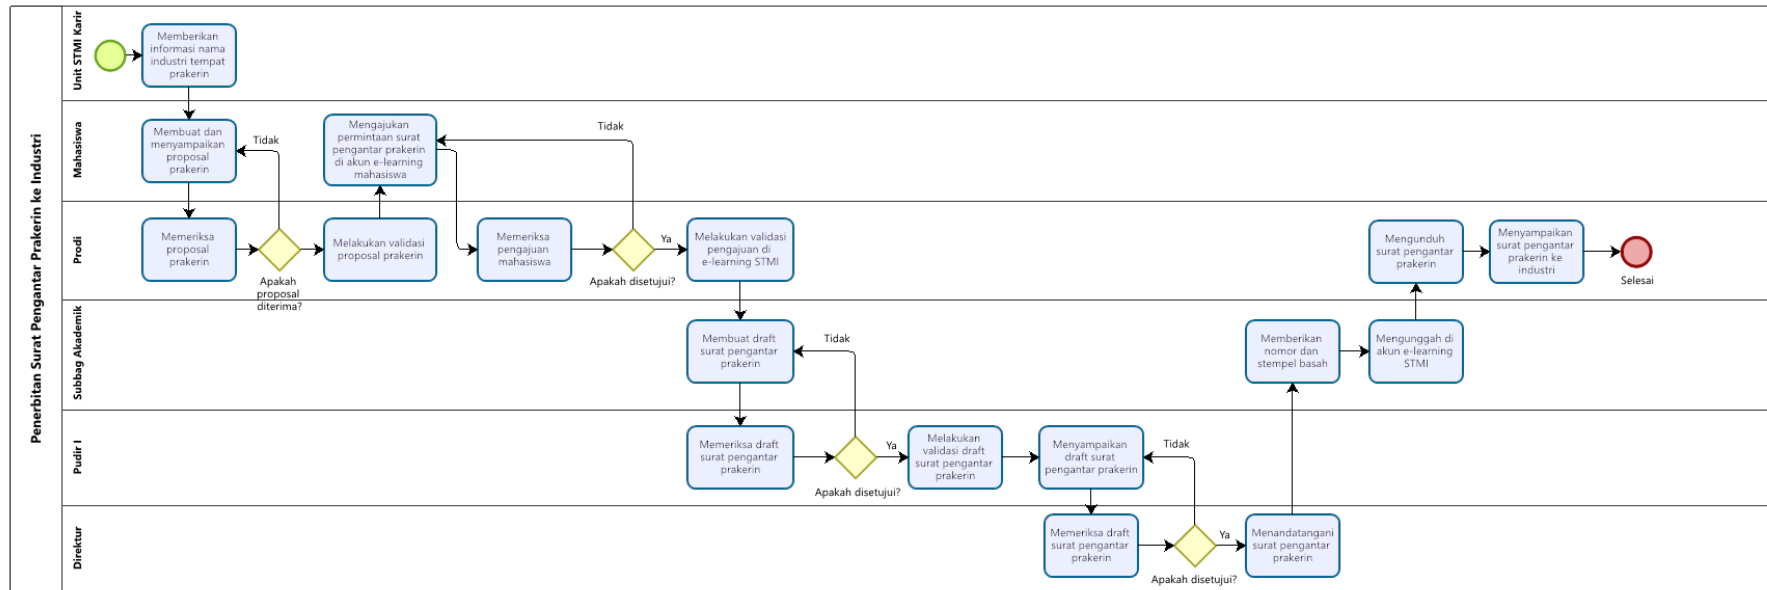 Penerbitan Surat Pengantar Prakerin ke Industri
Unit STMI Karir
Memberikan
informasi nama
industri tempat
prakerin
Mahasiswa
Membuat dan
menyampaikan
proposal
prakerin
Tidak
Mengajukan
permintaan surat
pengantar prakerin
di akun e-learning
mahasiswa
Tidak
Prodi
Memeriksa
proposal
prakerin
Apakah
proposal
diterima?
Melakukan validasi
proposal prakerin
Memeriksa
pengajuan
mahasiswa
Apakah disetujui?
Ya
Melakukan validasi
pengajuan di
e-learning STMI
Mengunduh
surat pengantar
prakerin
Menyampaikan
surat pengantar
prakerin ke
industri
Selesai
Subbag Akademik
Membuat draft
surat pengantar
prakerin
Tidak
Memberikan
nomor dan
stempel basah
Mengunggah di
akun e-learning
STMI
Pudir I
Memeriksa draft
surat pengantar
prakerin
Apakah disetujui?
Ya
Melakukan
validasi draft
surat pengantar
prakerin
Menyampaikan
draft surat
pengantar prakerin
Tidak
Direktur
Memeriksa draft
surat pengantar
prakerin
Apakah disetujui?
Ya
Menandatangani
surat pengantar
prakerin